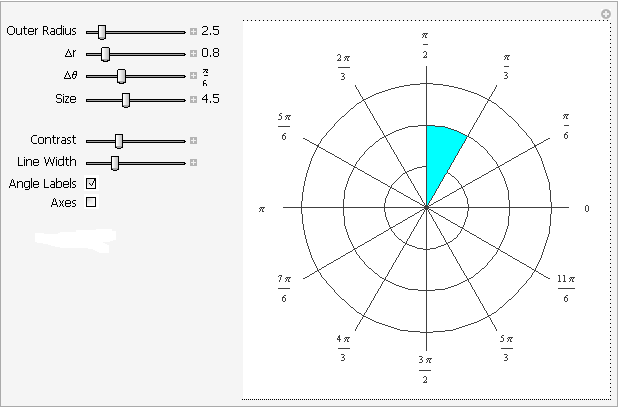 Outer Radius 2.5
Δr 0.8
Δθ π/6
Size 4.5
Contrast
Line Width
Angle Labels
Axes
π/2
2π/3 π/3
5π/6 π/6
π 0
7π/6 11π/6
4π/3 5π/3
3π/2